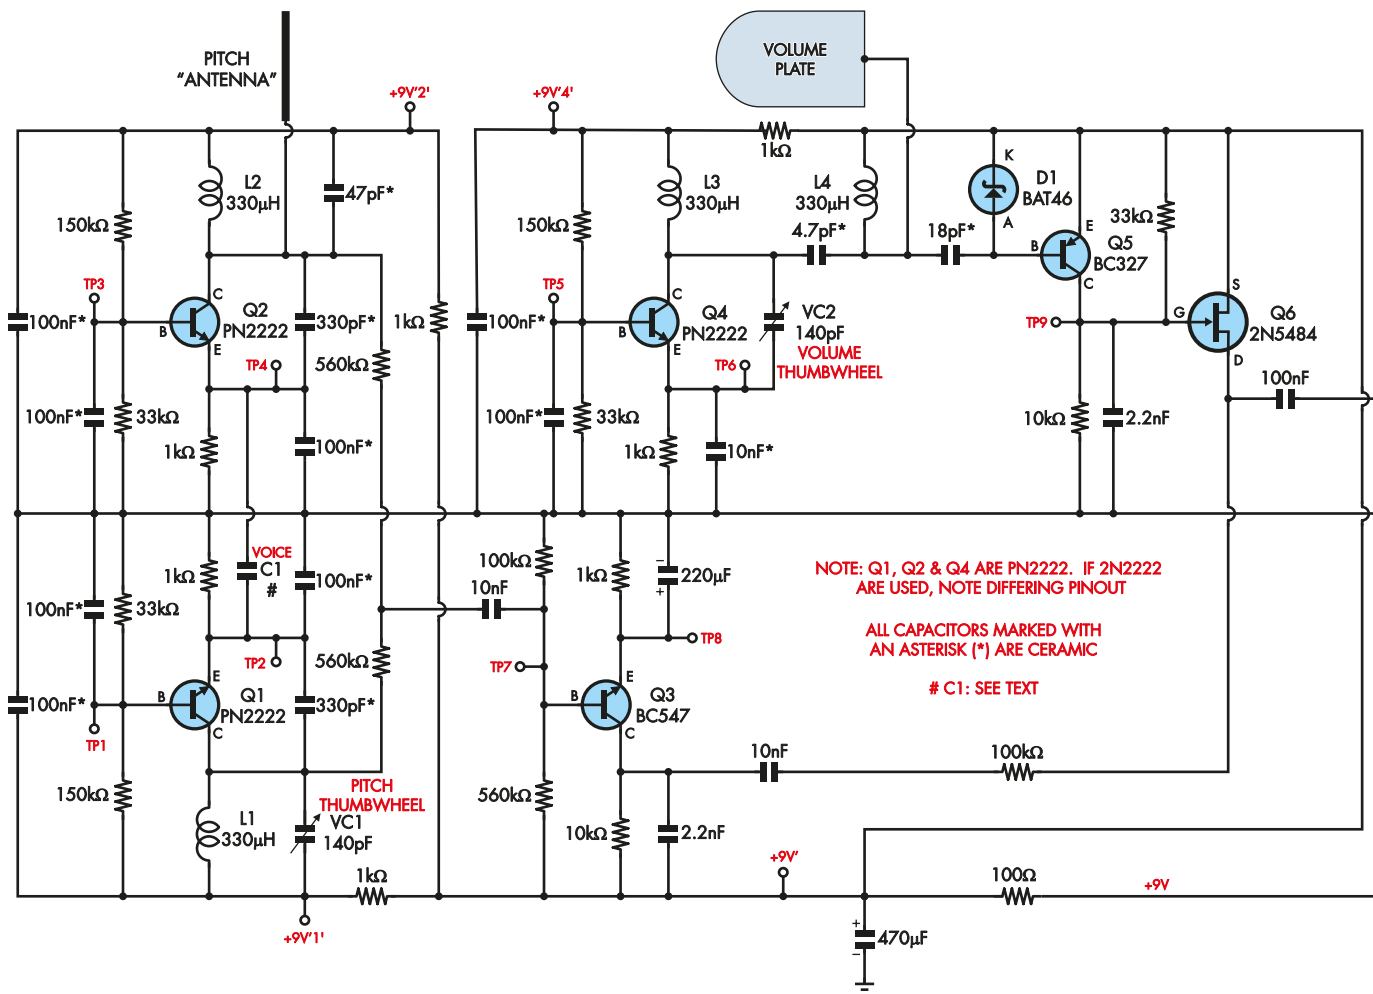 PITCH
"ANTENNA"
+9V'2'
+9V'4'
VOLUME
PLATE
1kΩ
L2
330µH
47pF*
150kΩ
L3
330µH
150kΩ
L4
330µH
4.7pF*
18pF*
K
D1
BAT46
A
33kΩ
E
B
Q5
BC327
C
TP3
100nF*
C
Q2
PN2222
B
E
330pF*
1kΩ
TP4
560kΩ
TP5
100nF*
C
Q4
PN2222
B
E
VC2
140pF
VOLUME
THUMBWHEEL
TP6
TP9
S
G
Q6
2N5484
D
100nF
100nF*
33kΩ
1kΩ
100nF*
100nF*
33kΩ
1kΩ
10nF*
10kΩ
2.2nF
1kΩ
VOICE
C1
#
100nF*
100nF*
33kΩ
TP2
560kΩ
10nF
100kΩ
1kΩ
–
220µF
+
TP8
TP7
NOTE: Q1, Q2 & Q4 ARE PN2222. IF 2N2222
ARE USED, NOTE DIFFERING PINOUT
ALL CAPACITORS MARKED WITH
AN ASTERISK (*) ARE CERAMIC
# C1: SEE TEXT
100nF*
TP1
E
B
Q1
PN2222
C
330pF*
E
B
Q3
BC547
C
150kΩ
L1
330µH
PITCH
THUMBWHEEL
VC1
140pF
1kΩ
+9V'1'
560kΩ
10kΩ
2.2nF
10nF
100kΩ
+9V'
100Ω
+9V
+
470µF
–